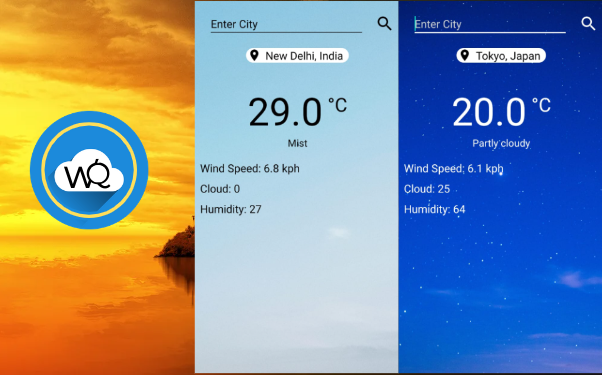 WQ
Enter City
New Delhi, India
29.0 °C
Mist
Wind Speed: 6.8 kph
Cloud: 0
Humidity: 27
Enter City
Tokyo, Japan
20.0 °C
Partly cloudy
Wind Speed: 6.1 kph
Cloud: 25
Humidity: 64